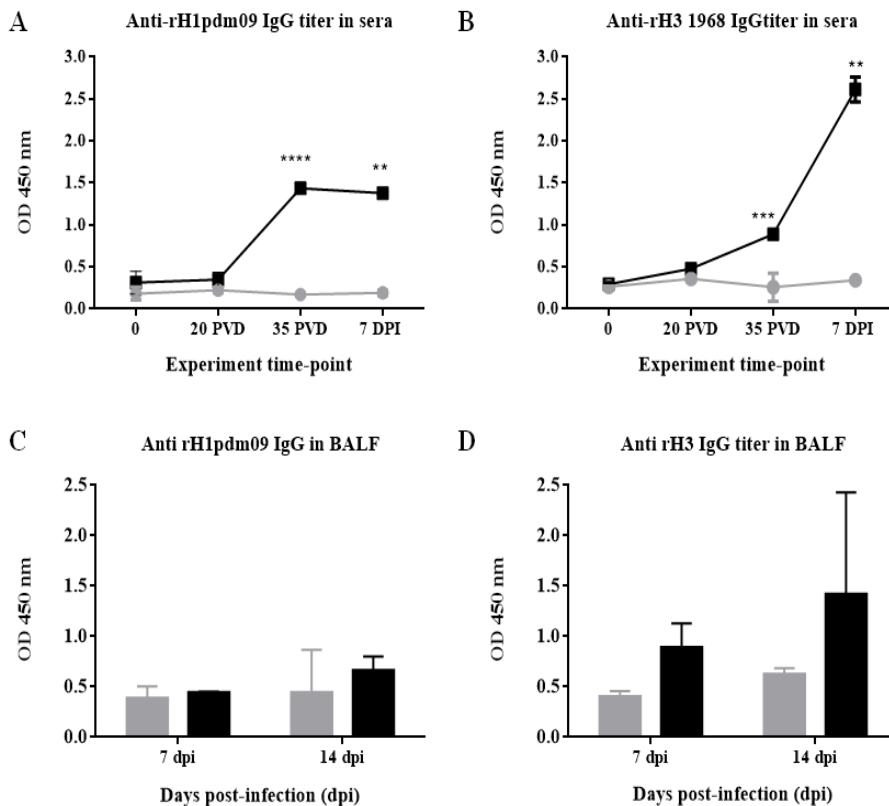 A
Anti-rH1pdm09 IgG titer in sera
3.0
2.5
2.0
1.5
1.0
0.5
0.0
OD 450 nm
****
**
0 20 PVD 35 PVD 7 DPI
Experiment time-point
B
Anti-rH3 1968 IgGtiter in sera
3.0
2.5
2.0
1.5
1.0
0.5
0.0
OD 450 nm
***
**
0 20 PVD 35 PVD 7 DPI
Experiment time-point
C
Anti rH1pdm09 IgG in BALF
2.5
2.0
1.5
1.0
0.5
0.0
OD 450 nm
7 dpi 14 dpi
Days post-infection (dpi)
D
Anti rH3 IgG titer in BALF
2.5
2.0
1.5
1.0
0.5
0.0
OD 450 nm
7 dpi 14 dpi
Days post-infection (dpi)